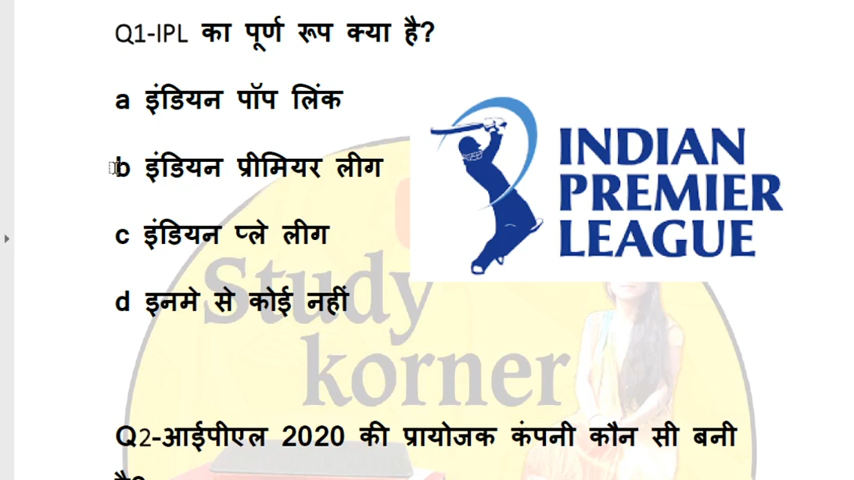 Q1-IPL का पूर्ण रूप क्या है?
a इंडियन पॉप लिंक
b इंडियन प्रीमियर लीग
c इंडियन प्ले लीग
d इनमे से कोई नहीं
INDIAN
PREMIER
LEAGUE
Study
korner
Q2-आईपीएल 2020 की प्रायोजक कंपनी कौन सी बनी
है?